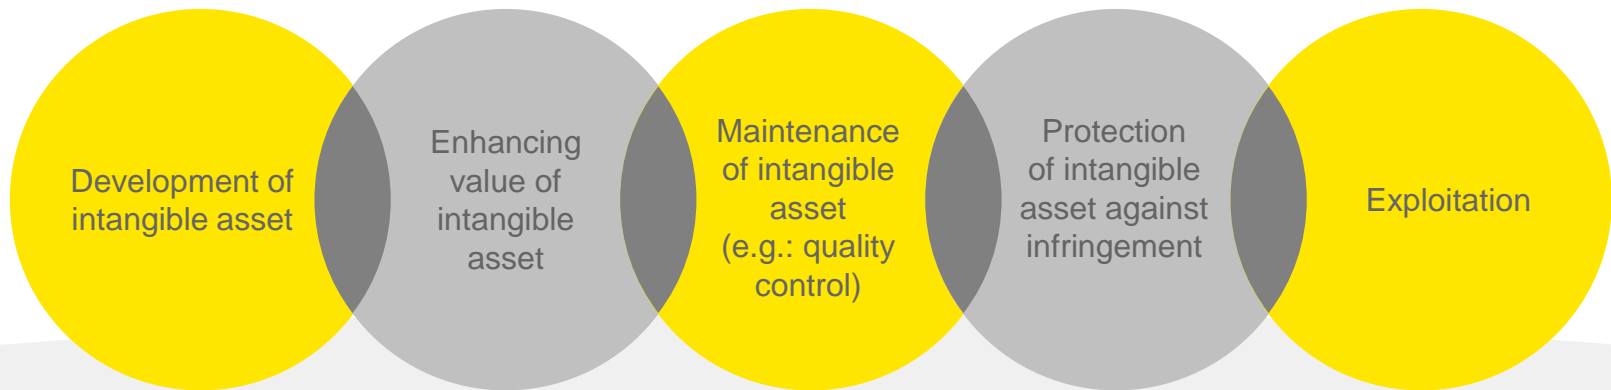 Development of
intangible asset
Enhancing
value of
intangible
asset
Maintenance
of intangible
asset
(e.g.: quality
control)
Protection
of intangible
asset against
infringement
Exploitation